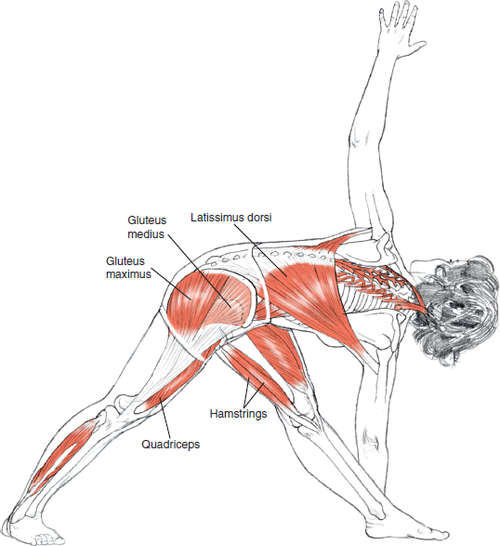 Gluteus
medius
Latissimus dorsi
Gluteus
maximus
Hamstrings
Quadriceps